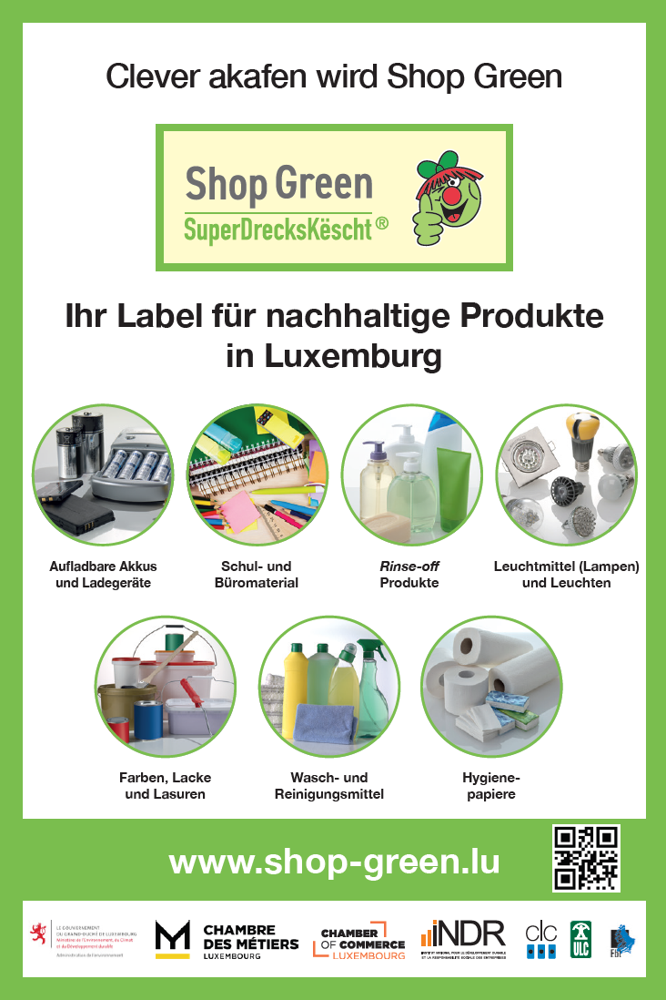 Clever akafen wird Shop Green
Shop Green
SuperDrecksKëscht®
Ihr Label für nachhaltige Produkte
in Luxemburg
Aufladbare Akkus
und Ladegeräte
Schul- und
Büromaterial
Rinse-off
Produkte
Leuchtmittel (Lampen)
und Leuchten
Farben, Lacke
und Lasuren
Wasch- und
Reinigungsmittel
Hygiene-
papiere
www.shop-green.lu
LE GOUVERNEMENT
DU GRAND-DUCHÉ DE LUXEMBOURG
Ministère de l'Environnement, du Climat
et du Développement durable
Administration de l'environnement
CHAMBRE
DES MÉTIERS
LUXEMBOURG
CHAMBER
OF COMMERCE
LUXEMBOURG
iNDR
INSTITUT NATIONAL POUR LE DÉVELOPPEMENT DURABLE
ET LA RESPONSABILITÉ SOCIALE DES ENTREPRISES
clc
ULC